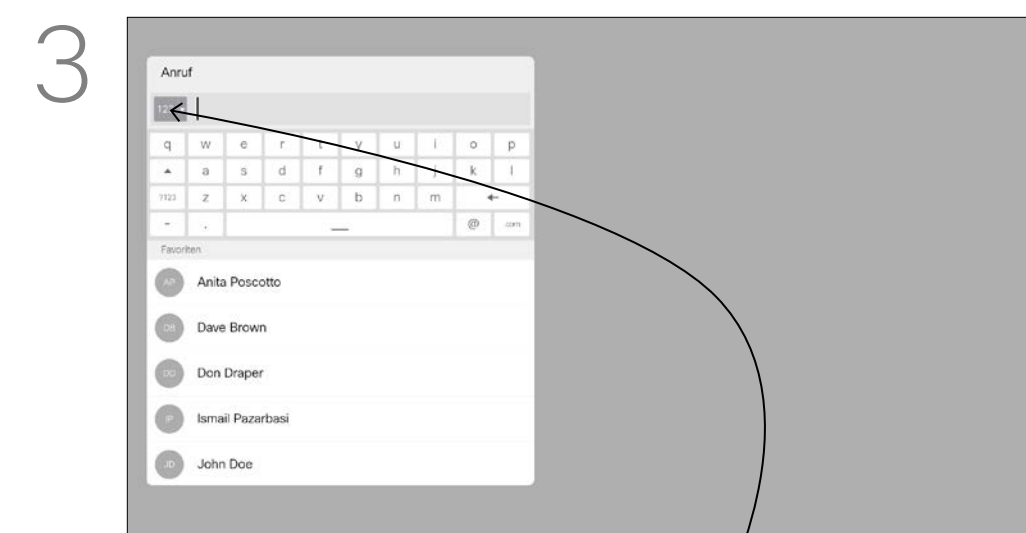 3
Anruf
123
q w e r t y u i o p
a s d f g h j k l
?123 z x c v b n m
- . @ .com
Favoriten
AP Anita Poscotto
DB Dave Brown
DD Don Draper
IP Ismail Pazarbasi
JD John Doe